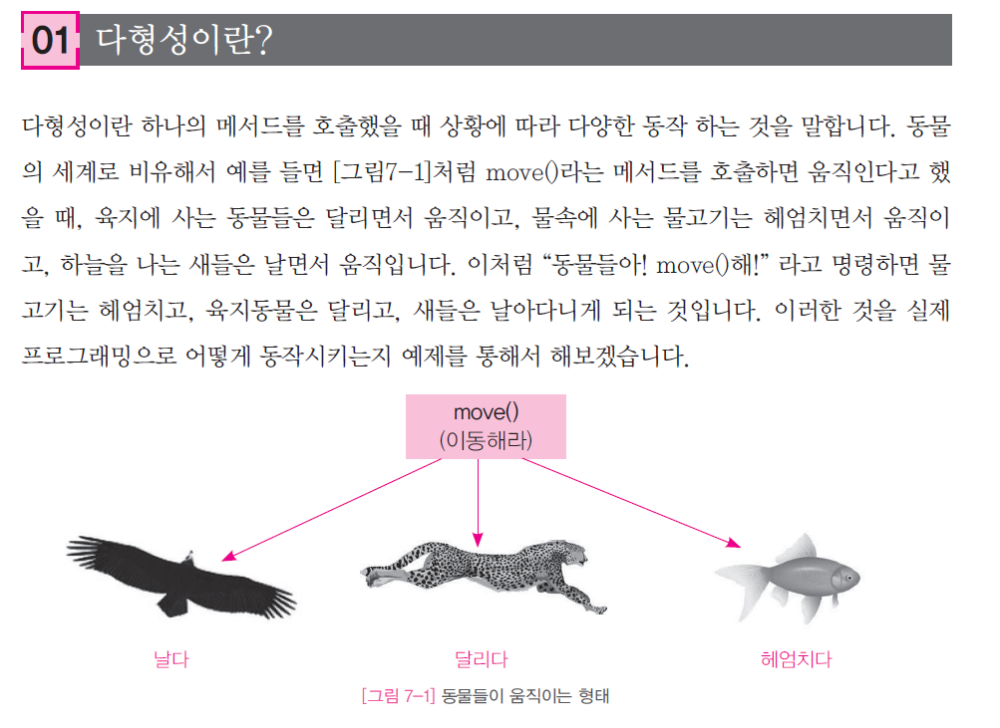 01 다형성이란?
다형성이란 하나의 메서드를 호출했을 때 상황에 따라 다양한 동작 하는 것을 말합니다. 동물
의 세계로 비유해서 예를 들면 [그림7-1]처럼 move()라는 메서드를 호출하면 움직인다고 했
을 때, 육지에 사는 동물들은 달리면서 움직이고, 물속에 사는 물고기는 헤엄치면서 움직이
고, 하늘을 나는 새들은 날면서 움직입니다. 이처럼 “동물들아! move()해!” 라고 명령하면 물
고기는 헤엄치고, 육지동물은 달리고, 새들은 날아다니게 되는 것입니다. 이러한 것을 실제
프로그래밍으로 어떻게 동작시키는지 예제를 통해서 해보겠습니다.
move()
(이동해라)
날다 달리다 헤엄치다
[그림 7-1] 동물들이 움직이는 형태